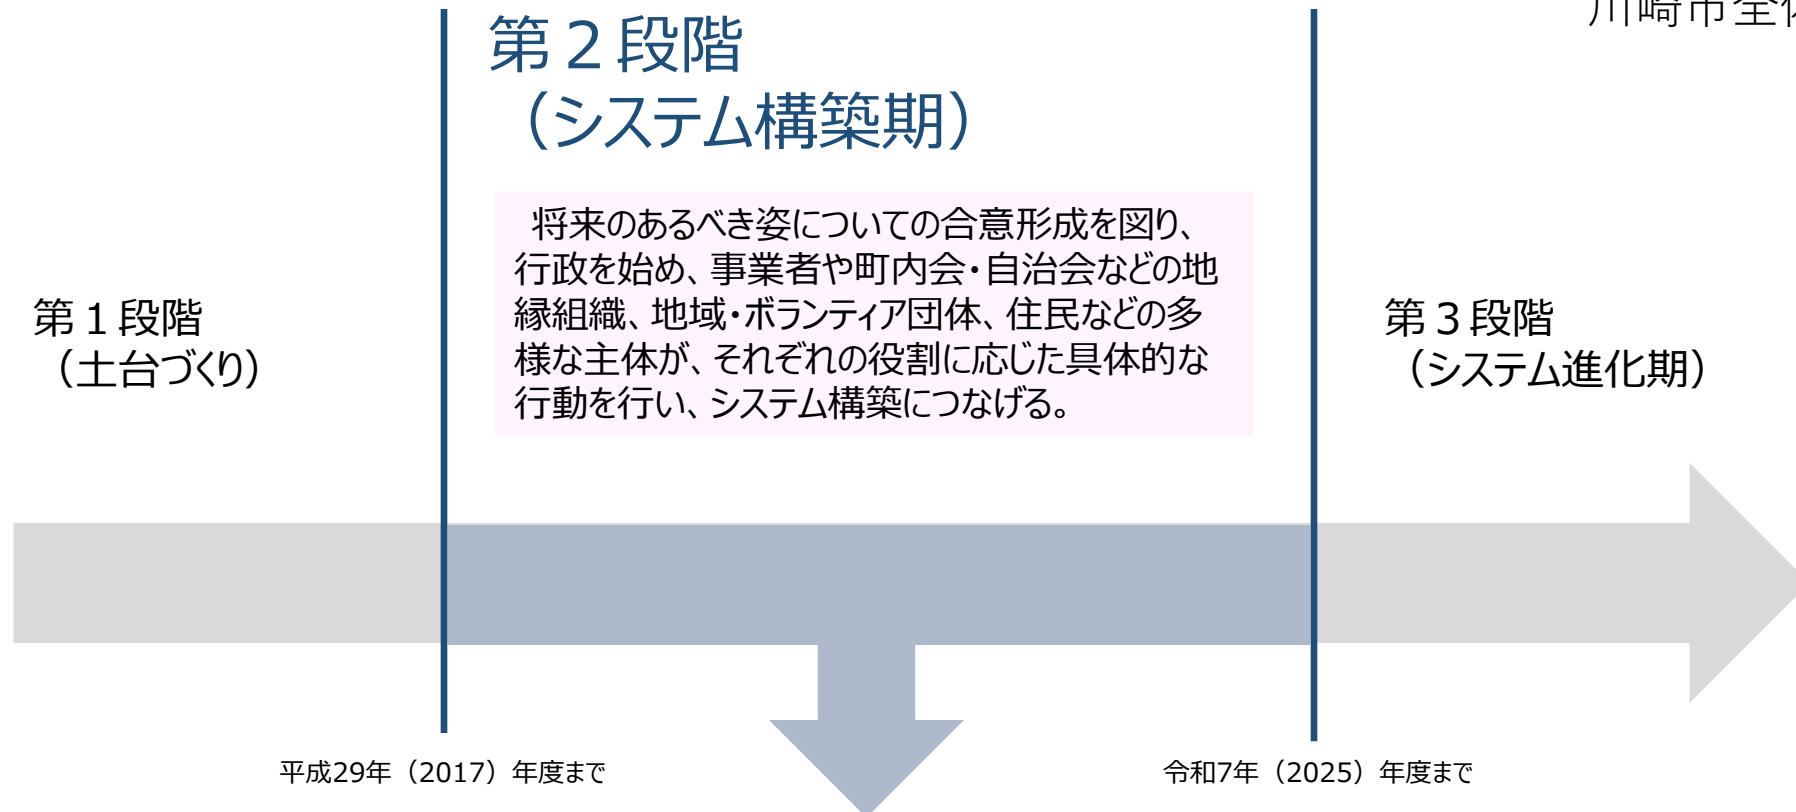 川崎市全体
第２段階
（システム構築期）
将来のあるべき姿についての合意形成を図り、
行政を始め、事業者や町内会・自治会などの地
縁組織、地域・ボランティア団体、住民などの多
様な主体が、それぞれの役割に応じた具体的な
行動を行い、システム構築につなげる。
第１段階
（土台づくり）
第３段階
（システム進化期）
平成29年（2017）年度まで
令和7年（2025）年度まで